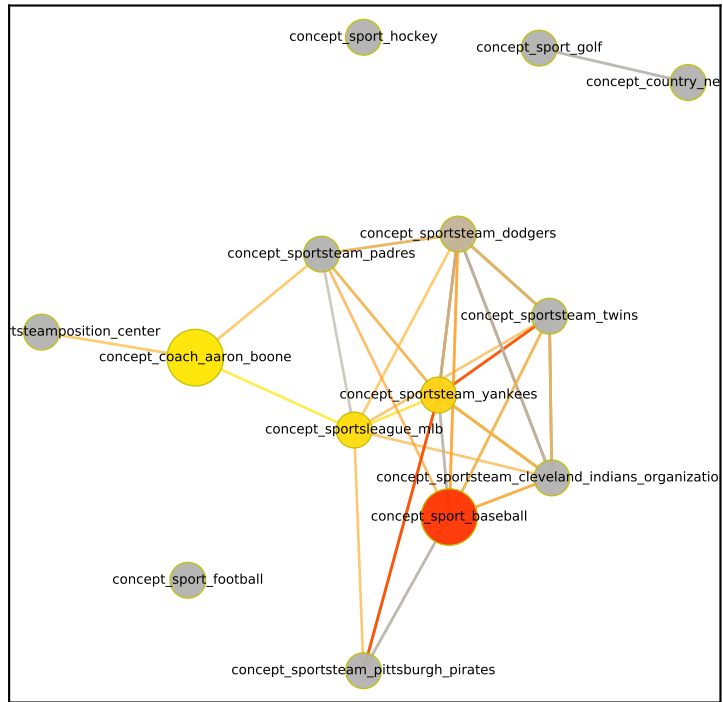 concept_sport_hockey
concept_sport_golf
concept_country_ne
concept_sportsteam_dodgers
concept_sportsteam_padres
concept_sportsteam_twins
rtsteamposition_center
concept_coach_aaron_boone
concept_sportsteam_yankees
concept_sportsleague_mlb
concept_sportsteam_cleveland_indians_organizatio
concept_sport_baseball
concept_sport_football
concept_sportsteam_pittsburgh_pirates